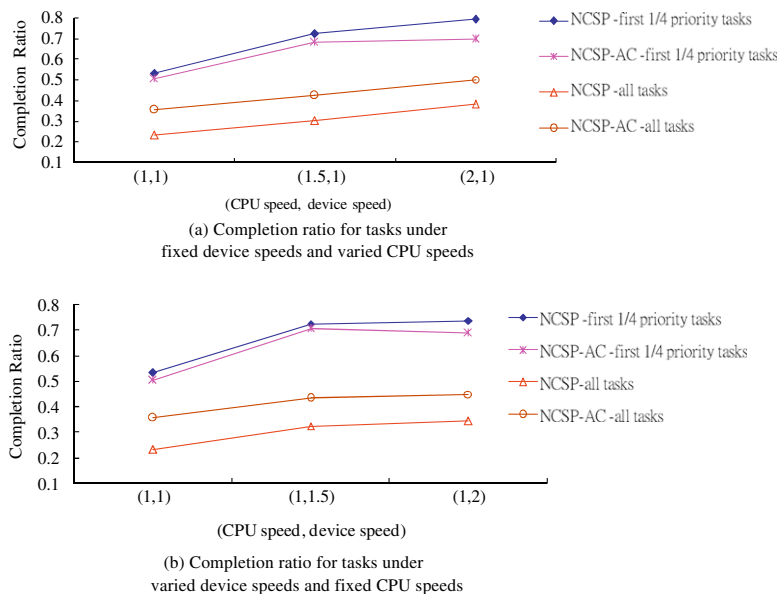 Completion Ratio
0.8
0.7
0.6
0.5
0.4
0.3
0.2
0.1
(1,1)
(1.5,1)
(2,1)
(CPU speed, device speed)
NCSP-first 1/4 priority tasks
NCSP-AC-first 1/4 priority tasks
NCSP-all tasks
NCSP-AC-all tasks
(a) Completion ratio for tasks under
fixed device speeds and varied CPU speeds
Completion Ratio
0.8
0.7
0.6
0.5
0.4
0.3
0.2
0.1
(1,1)
(1,1.5)
(1,2)
(CPU speed, device speed)
NCSP-first 1/4 priority tasks
NCSP-AC-first 1/4 priority tasks
NCSP-all tasks
NCSP-AC-all tasks
(b) Completion ratio for tasks under
varied device speeds and fixed CPU speeds